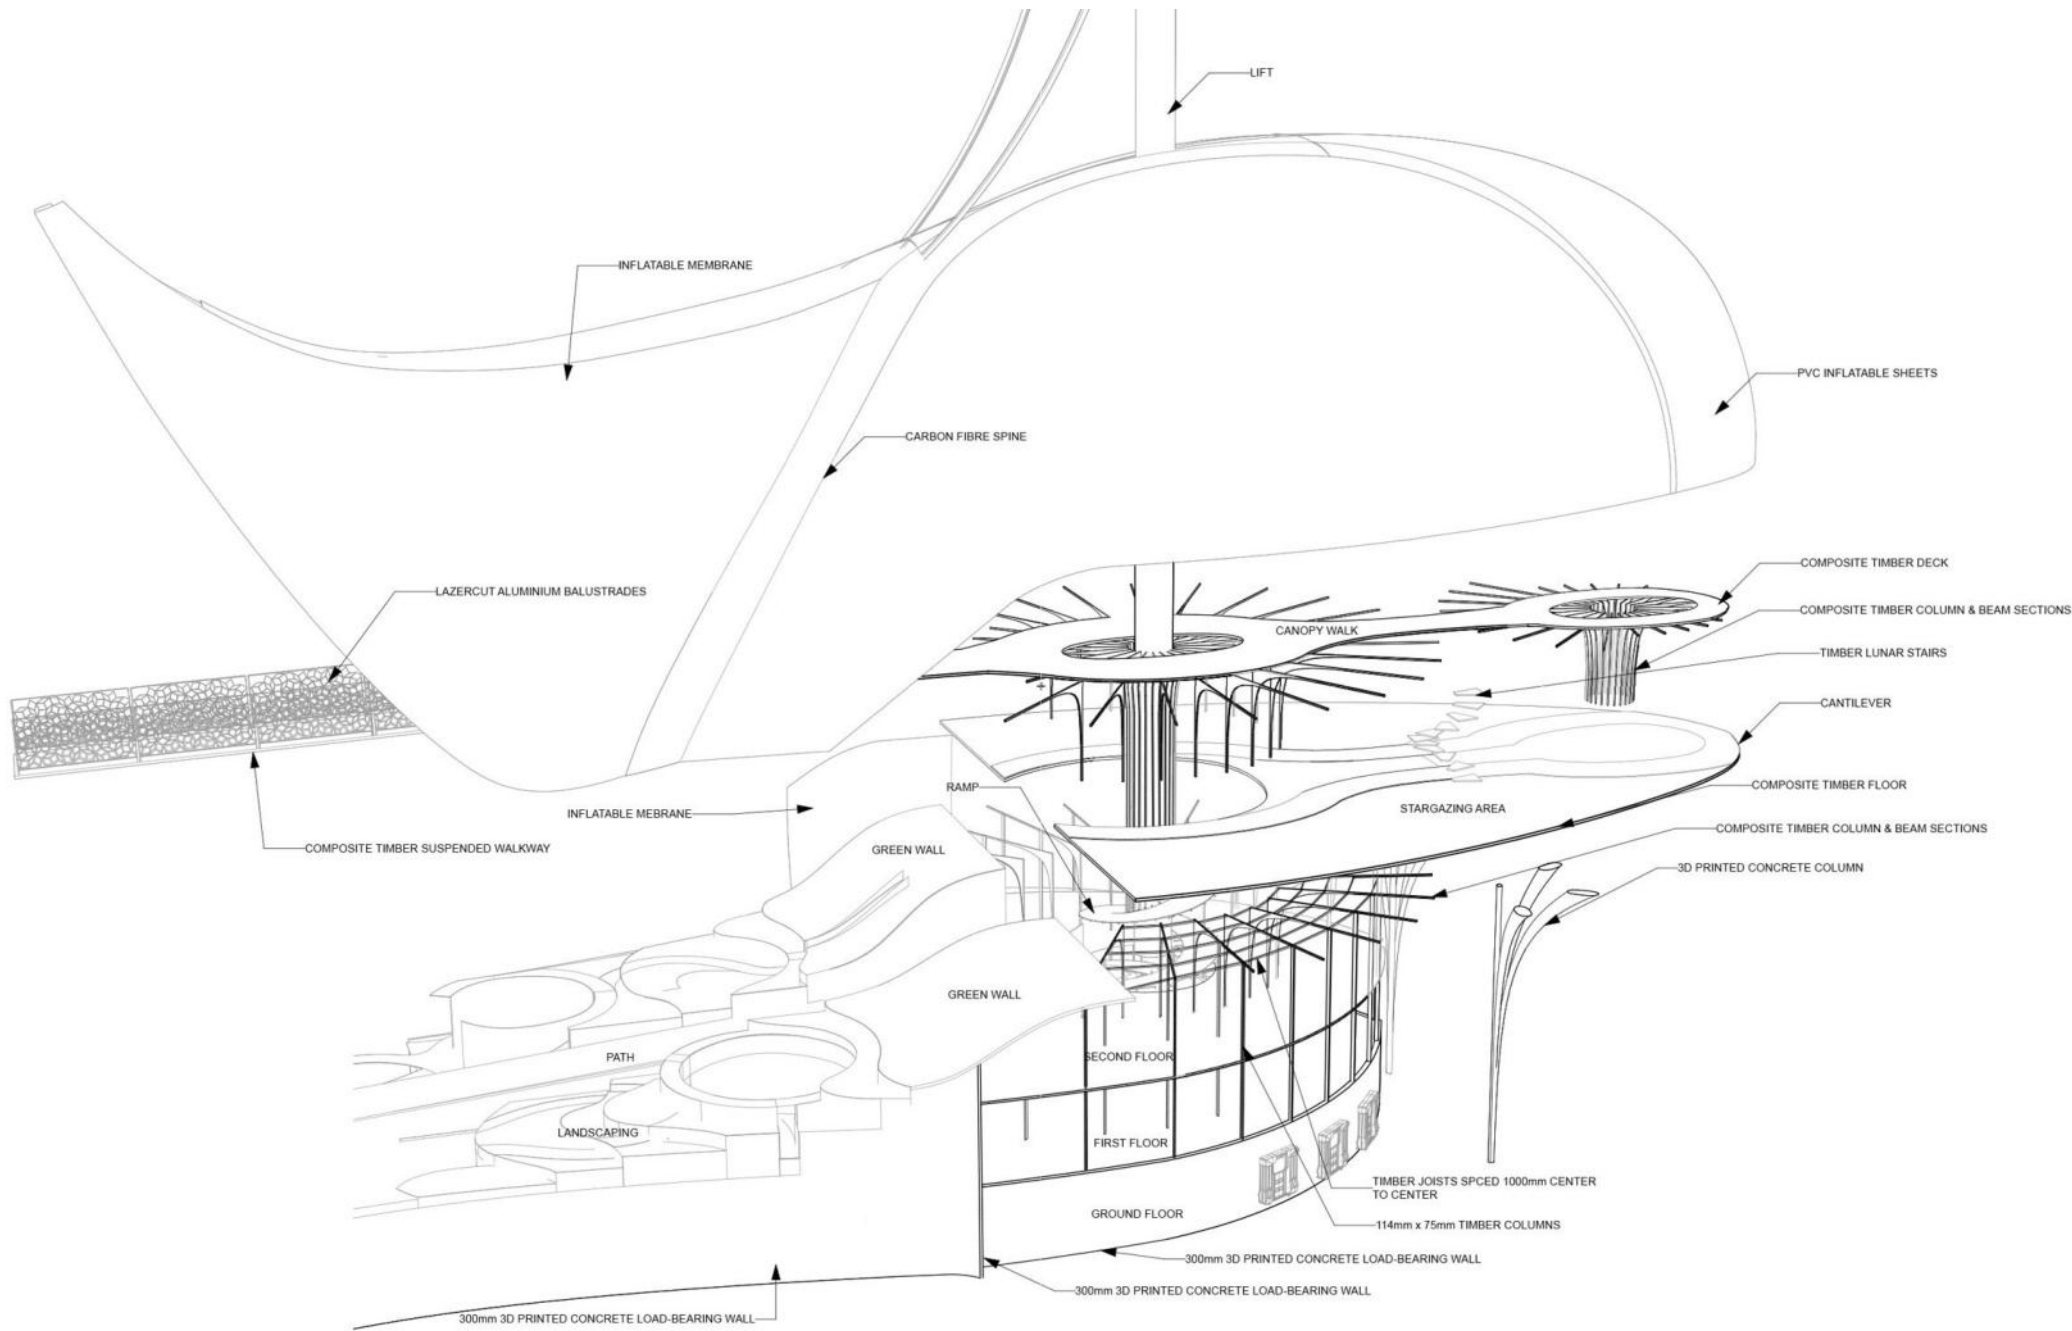 LIFT
INFLATABLE MEMBRANE
PVC INFLATABLE SHEETS
CARBON FIBRE SPINE
COMPOSITE TIMBER DECK
LAZERCUT ALUMINIUM BALUSTRADES
COMPOSITE TIMBER COLUMN & BEAM SECTIONS
CANOPY WALK
TIMBER LUNAR STAIRS
CANTILEVER
COMPOSITE TIMBER FLOOR
RAMP
STARGAZING AREA
INFLATABLE MEBRANE
COMPOSITE TIMBER COLUMN & BEAM SECTIONS
COMPOSITE TIMBER SUSPENDED WALKWAY
GREEN WALL
3D PRINTED CONCRETE COLUMN
GREEN WALL
PATH
SECOND FLOOR
LANDSCAPING
FIRST FLOOR
TIMBER JOISTS SPCED 1000mm CENTER
TO CENTER
GROUND FLOOR
114mm x 75mm TIMBER COLUMNS
300mm 3D PRINTED CONCRETE LOAD-BEARING WALL
300mm 3D PRINTED CONCRETE LOAD-BEARING WALL
300mm 3D PRINTED CONCRETE LOAD-BEARING WALL